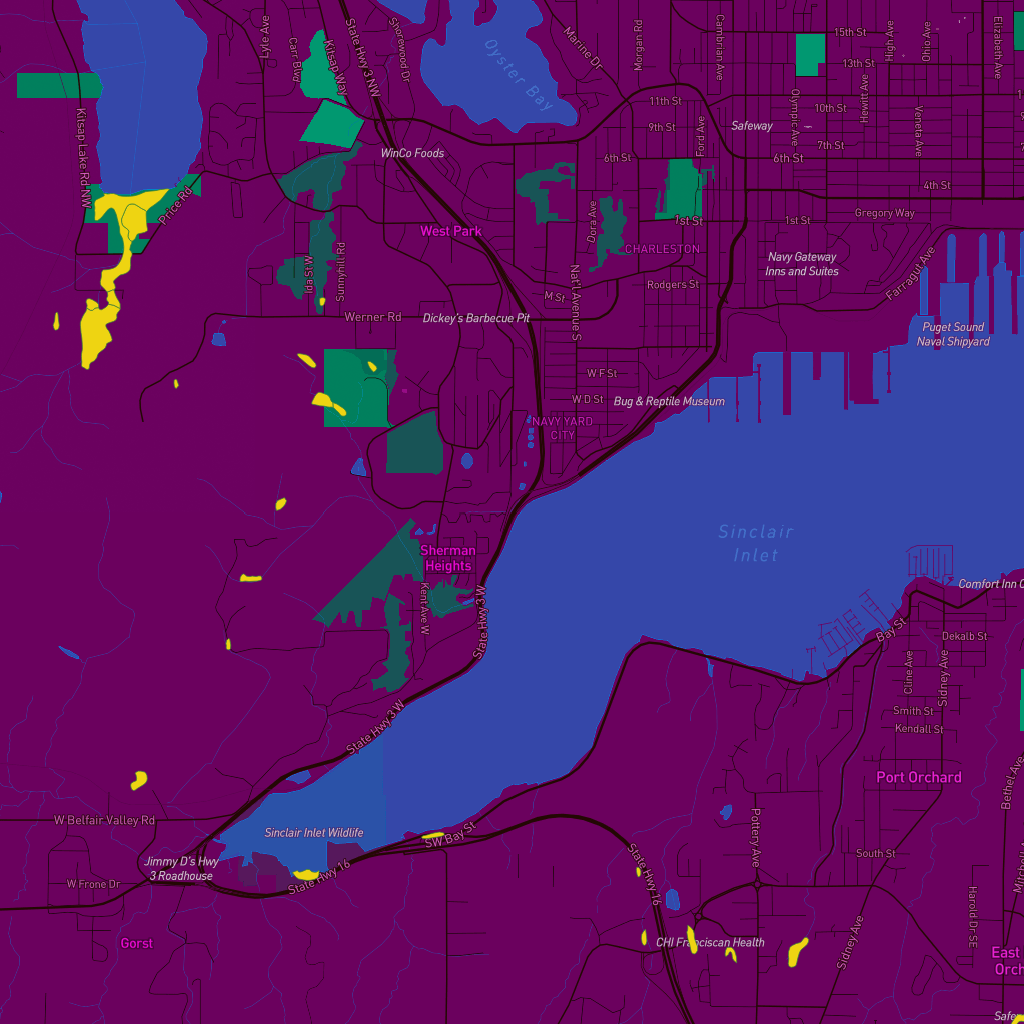 Lyle Ave
Carr Blvg
Kitsap Way
State Hwy 3 NW
Shorewood Dr
Oyster Bay
Marine Dr
Morgan Rd
Cambrian Ave
15th St
High Ave
Ohio Ave
Elizabeth Ave
13th St
11th St
10th St
Olympic Ave
Hewitt Ave
Veneta Ave
9th St
Ford Ave
Safeway
7th St
6th St
6th St
WinCo Foods
Kitsap Lake Rd NW
Price Rd
4th St
Gregory Way
1st St
1st St
Dora Ave
West Park
CHARLESTON
Navy Gateway
Inns and Suites
Farragut Ave
Sunnyhill Rd
Nat'l Avenue S
Rodgers St
M St
Werner Rd
Dickey's Barbecue Pit
Puget Sound
Naval Shipyard
W F St
W D St
Bug & Reptile Museum
NAVY YARD
CITY
Sinclair
Inlet
Sherman
Heights
Kent Ave W
State Hwy 3 W
Comfort Inn O
Bay St
Dekalb St
Cline Ave
Sidney Ave
Smith St
Kendall St
State Hwy 3 W
Port Orchard
Bethel Ave
W Belfair Valley Rd
Sinclair Inlet Wildlife
SW Bay St
Pottery Ave
South St
Jimmy D's Hwy
3 Roadhouse
State Hwy 16
State Hwy 16
W Frone Dr
Gorst
CHI Franciscan Health
Sidney Ave
Harold Dr SE
Mitchell A
East
Orch
Safew